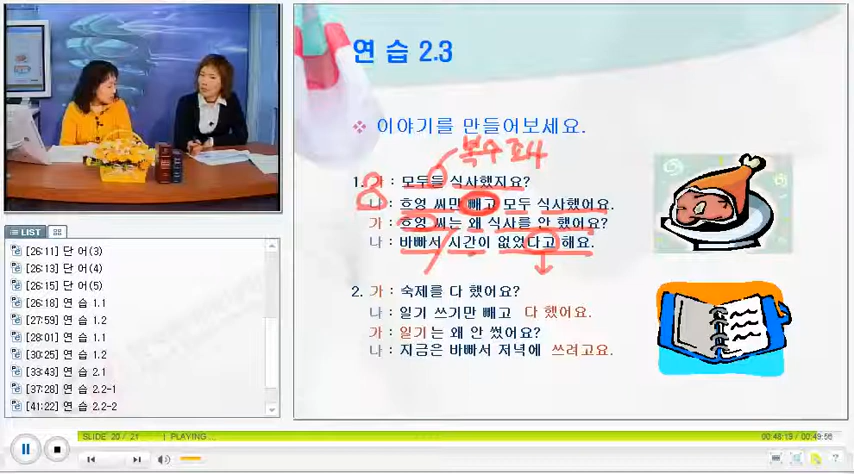 연 습 2.3
이야기를 만들어보세요.
복수 조사
1. 가 : 모두들 식사했지요?
나 : 흐엉 씨만 빼고 모두 식사했어요.
가 : 흐엉 씨는 왜 식사를 안 했어요?
나 : 바빠서 시간이 없었다고 해요.
2. 가 : 숙제를 다 했어요?
나 : 일기 쓰기만 빼고 다 했어요.
가 : 일기는 왜 안 썼어요?
나 : 지금은 바빠서 저녁에 쓰려고요.
LIST
[26:11] 단 어(3)
[26:13] 단 어(4)
[26:15] 단 어(5)
[26:18] 연 습 1.1
[27:59] 연 습 1.2
[28:01] 연 습 1.1
[30:25] 연 습 1.2
[33:43] 연 습 2.1
[37:28] 연 습 2.2-1
[41:22] 연 습 2.2-2
SLIDE 20 / 21 | PLAYING ...
00:48:19 / 00:49:56